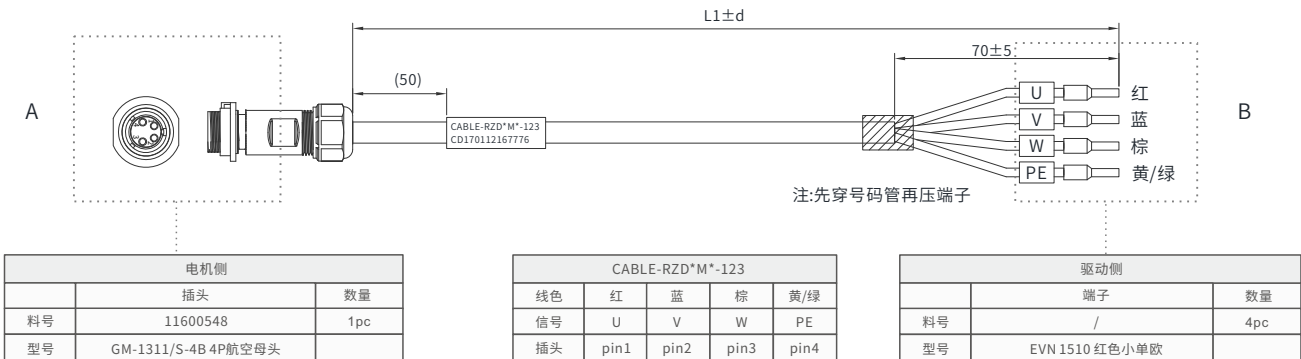 L1±d
70±5
(50)
A
B
U 红
V 蓝
W 棕
PE 黄/绿
CABLE-RZD*M*-123
CD170112167776
注:先穿号码管再压端子
电机侧
插头 数量
料号 11600548 1pc
型号 GM-1311/S-4B 4P航空母头
CABLE-RZD*M*-123
线色 红 蓝 棕 黄/绿
信号 U V W PE
插头 pin1 pin2 pin3 pin4
驱动侧
端子 数量
料号 / 4pc
型号 EVN 1510 红色小单欧